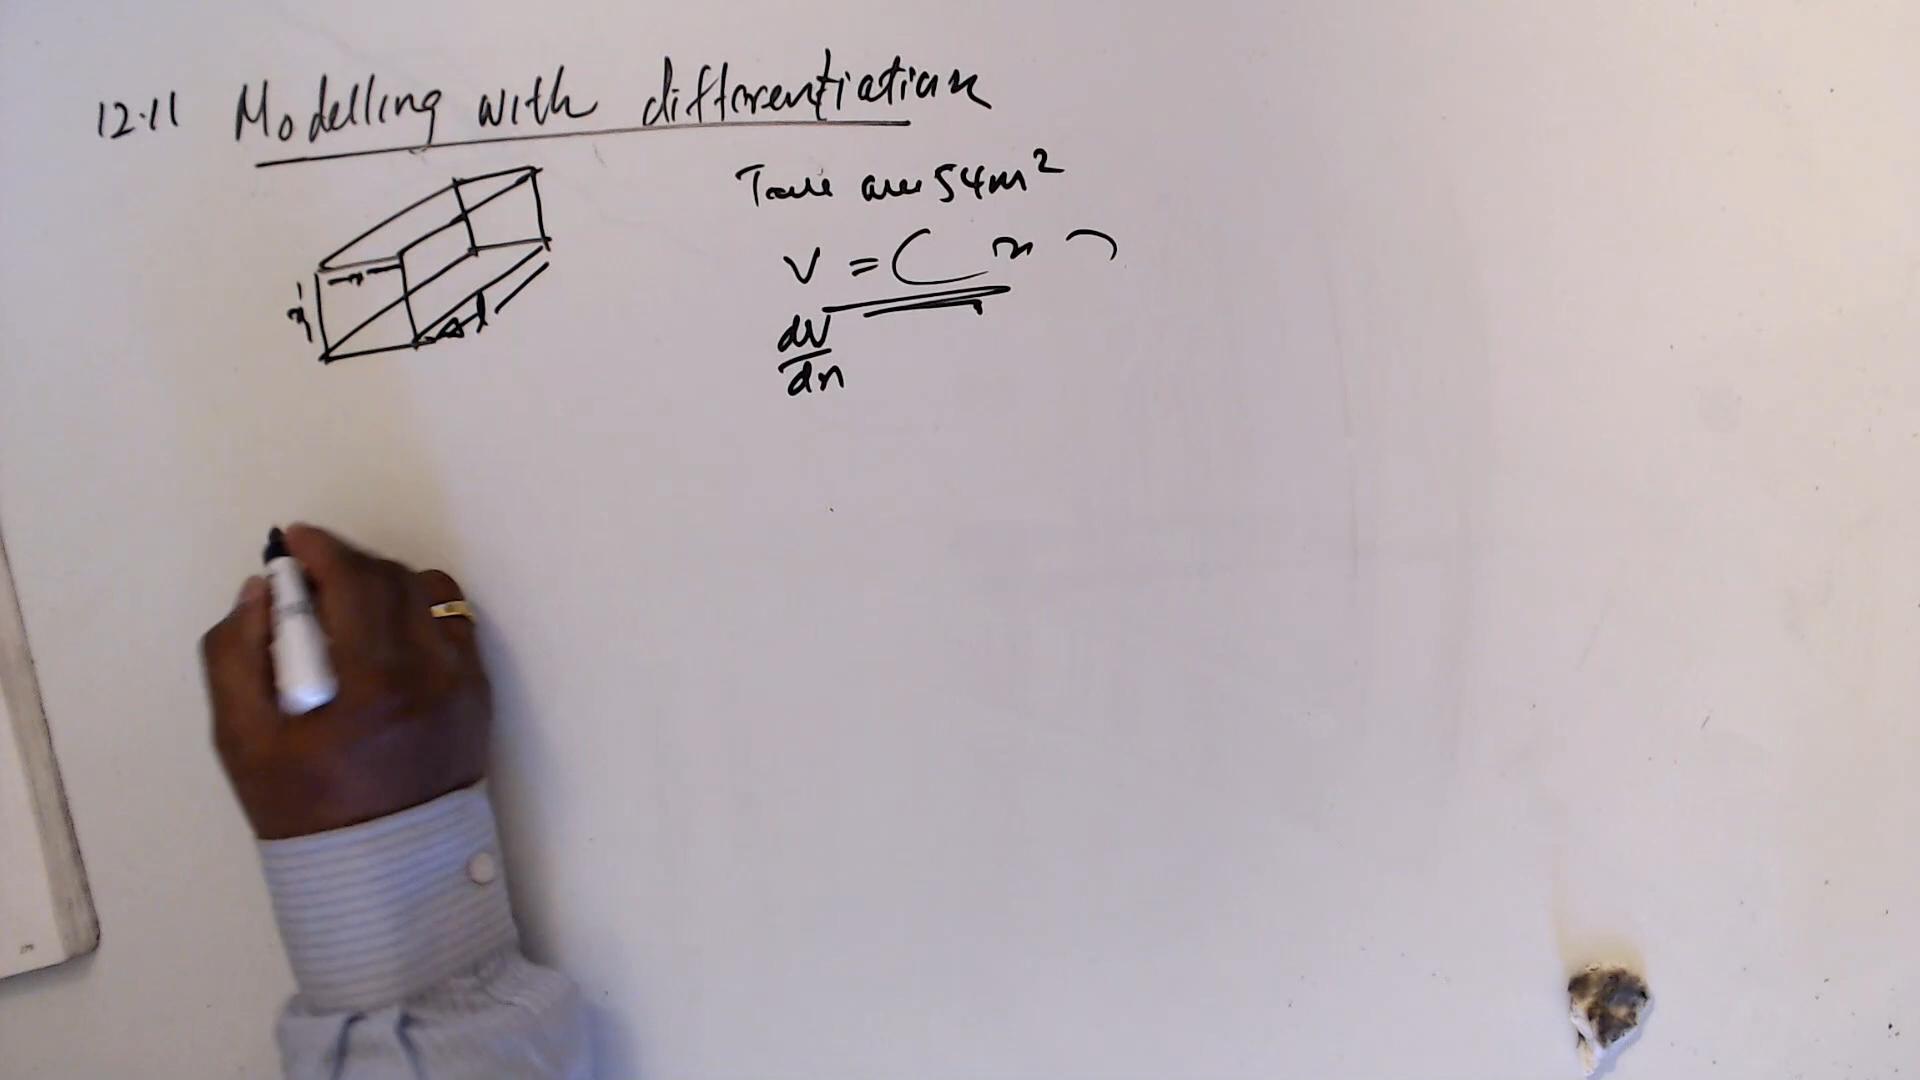 12.11 Modelling with differentiation
Total area 54m²
x
x
l
V = ( x )
dV
dx